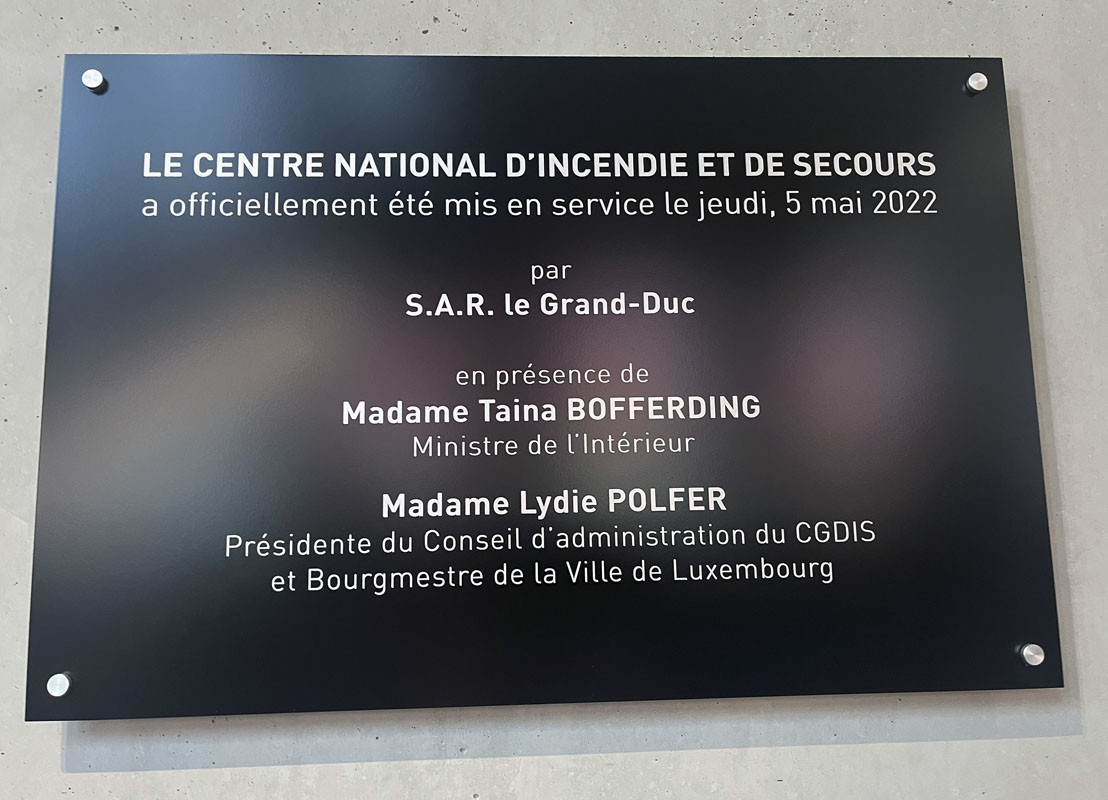 LE CENTRE NATIONAL D'INCENDIE ET DE SECOURS
a officiellement été mis en service le jeudi, 5 mai 2022
par
S.A.R. le Grand-Duc
en présence de
Madame Taina BOFFERDING
Ministre de l'Intérieur
Madame Lydie POLFER
Présidente du Conseil d'administration du CGDIS
et Bourgmestre de la Ville de Luxembourg